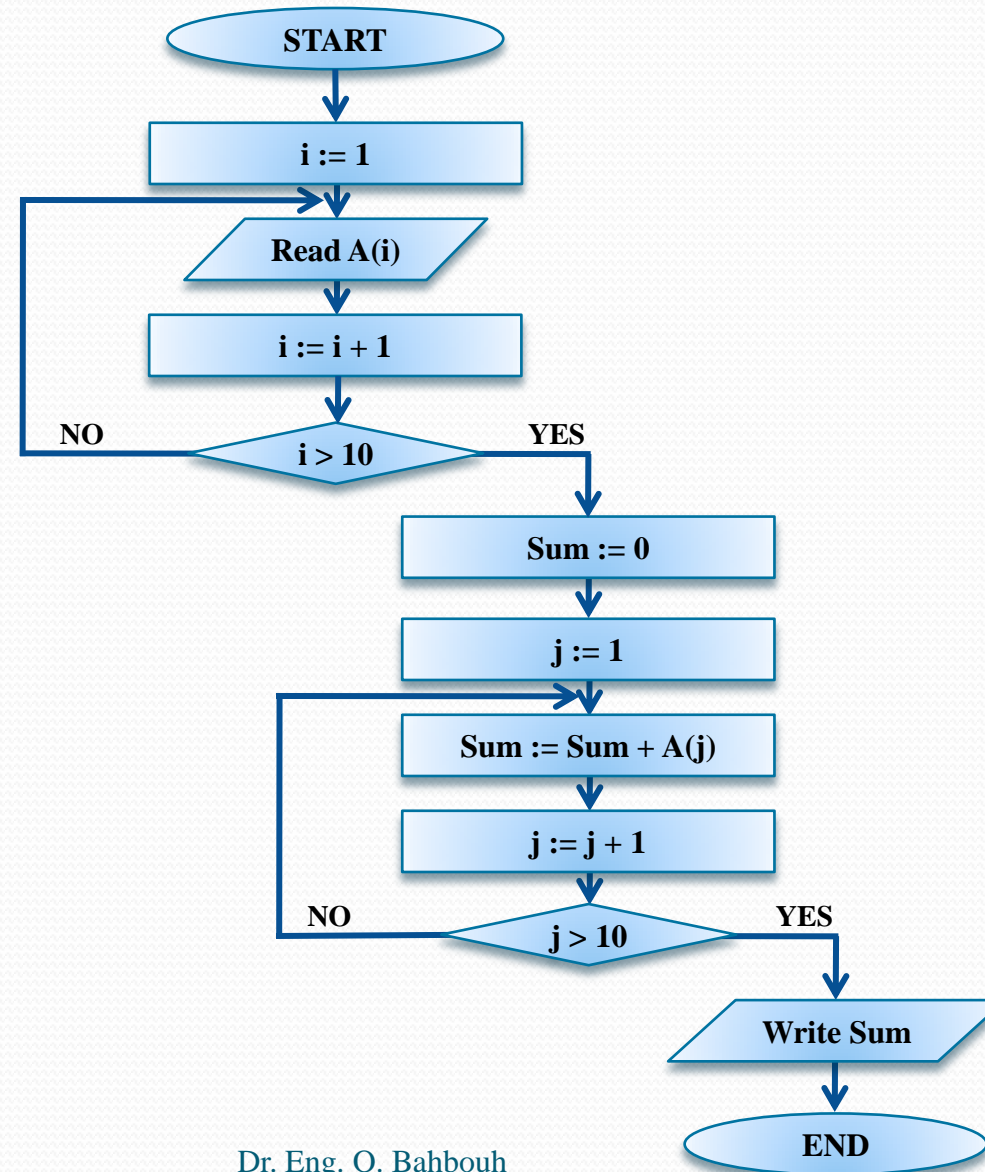 START
i := 1
Read A(i)
i := i + 1
NO
YES
i > 10
Sum := 0
j := 1
Sum := Sum + A(j)
j := j + 1
NO
YES
j > 10
Write Sum
END
Dr. Eng. O. Bahbouh